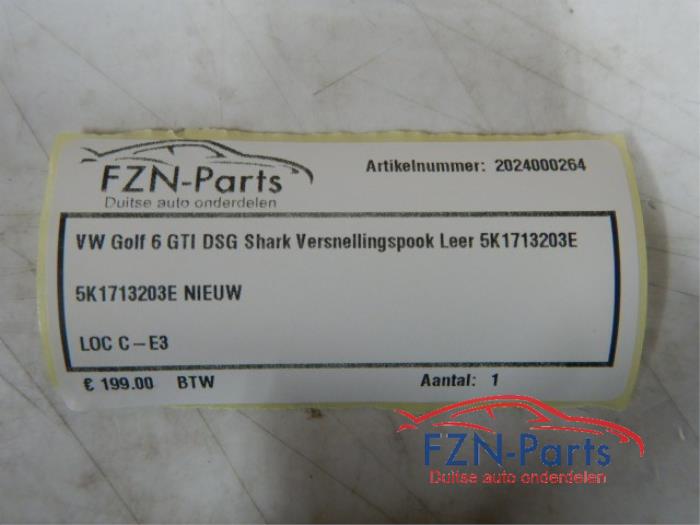 FZN-Parts
Duitse auto onderdelen
Artikelnummer: 2024000264
VW Golf 6 GTI DSG Shark Versnellingspook Leer 5K1713203E
5K1713203E NIEUW
LOC C-E3
€ 199.00 BTW
Aantal: 1
FZN-Parts
Duitse auto onderdelen